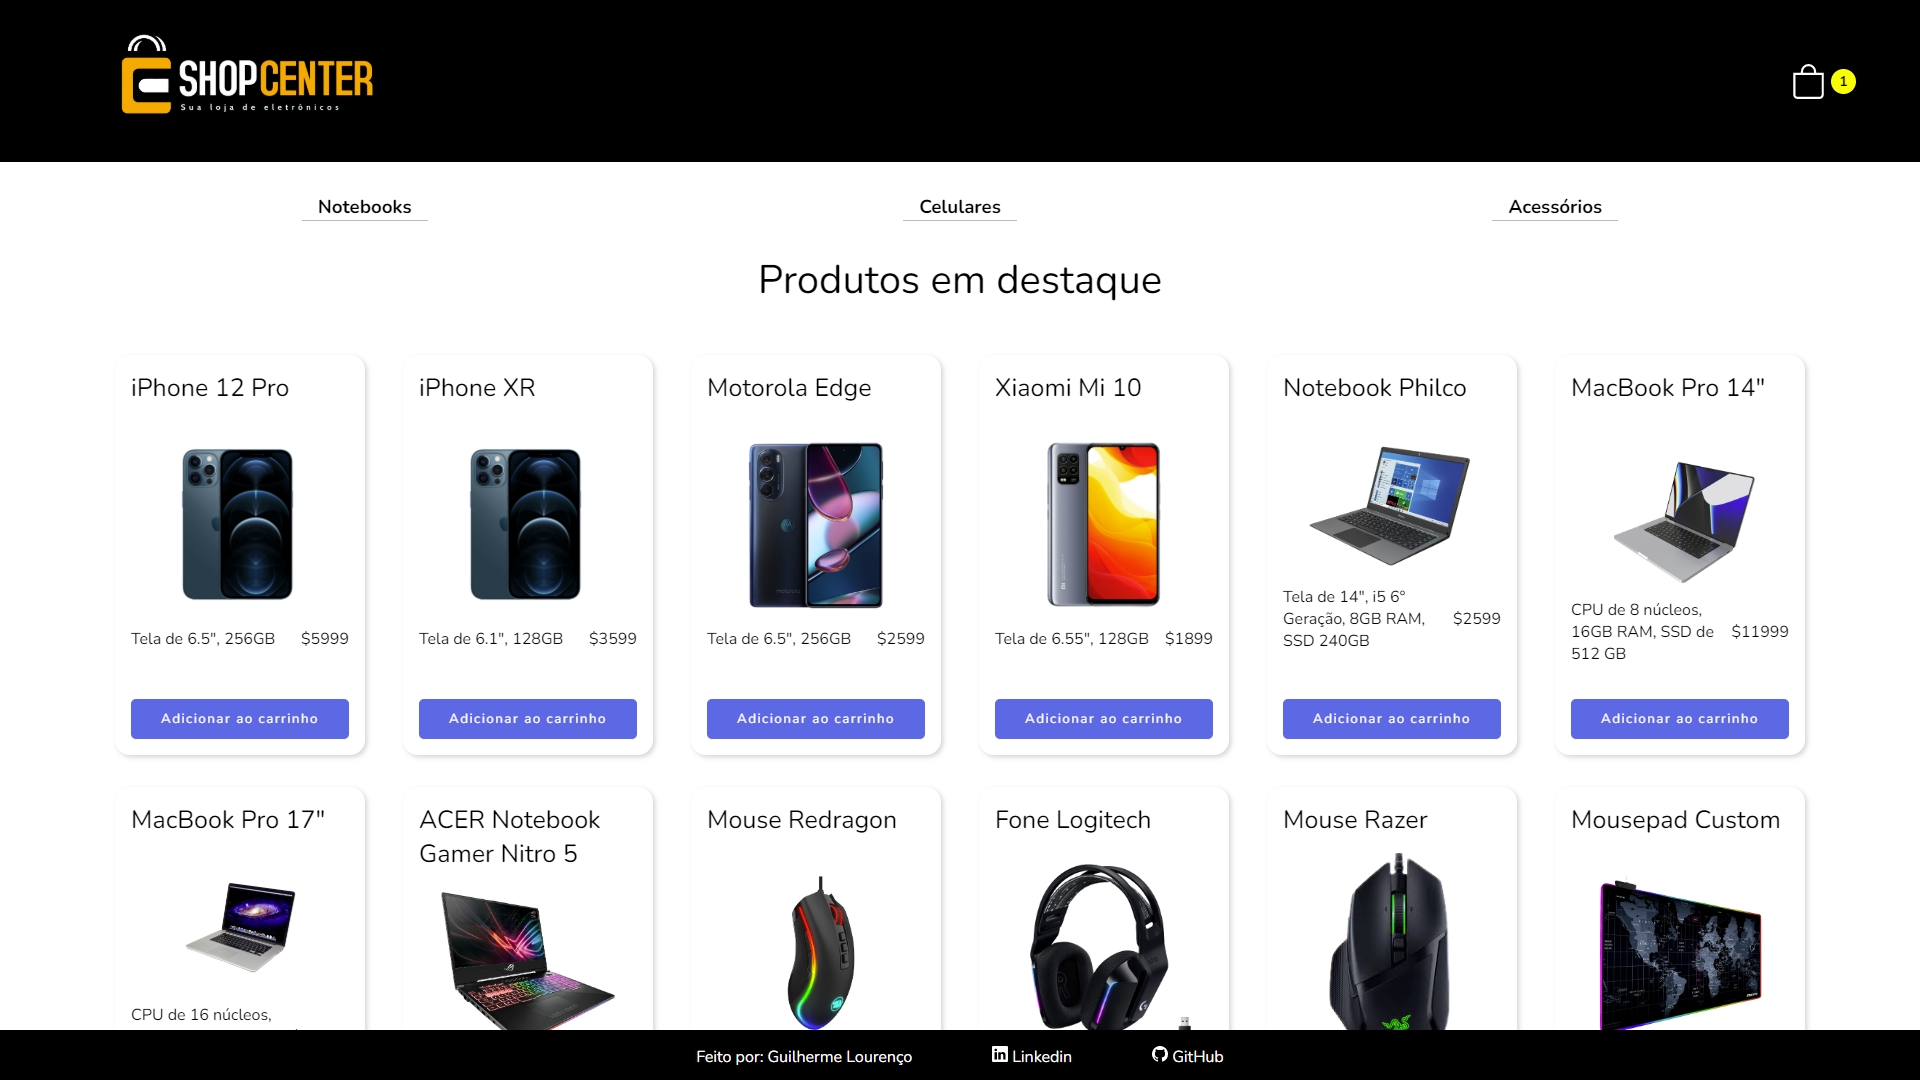 SHOPCENTER
Sua loja de eletrônicos
1
Notebooks
Celulares
Acessórios
Produtos em destaque
iPhone 12 Pro
Tela de 6.5", 256GB
$5999
Adicionar ao carrinho
iPhone XR
Tela de 6.1", 128GB
$3599
Adicionar ao carrinho
Motorola Edge
Tela de 6.5", 256GB
$2599
Adicionar ao carrinho
Xiaomi Mi 10
Tela de 6.55", 128GB
$1899
Adicionar ao carrinho
Notebook Philco
Tela de 14", i5 6°
Geração, 8GB RAM,
SSD 240GB
$2599
Adicionar ao carrinho
MacBook Pro 14"
CPU de 8 núcleos,
16GB RAM, SSD de
512 GB
$11999
Adicionar ao carrinho
MacBook Pro 17"
CPU de 16 núcleos,
ACER Notebook
Gamer Nitro 5
Mouse Redragon
Fone Logitech
Mouse Razer
Mousepad Custom
Feito por: Guilherme Lourenço
Linkedin
GitHub